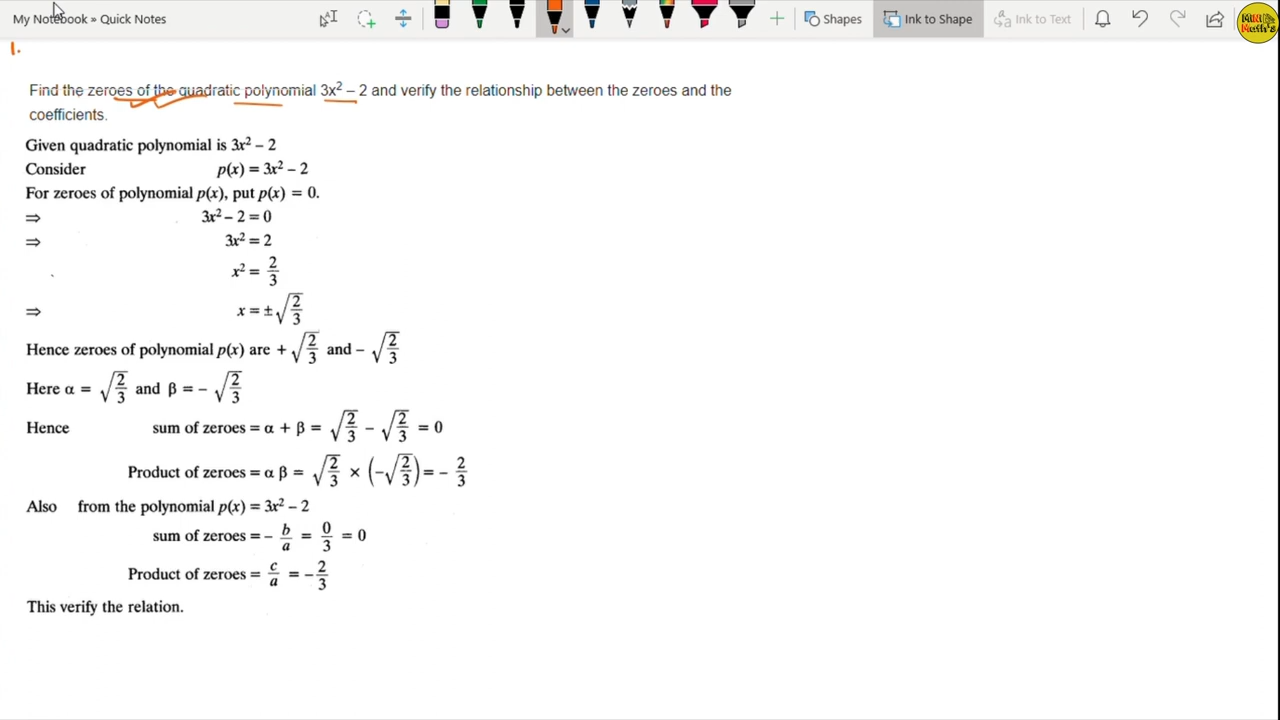 My Notebook » Quick Notes
Shapes
Ink to Shape
Ink to Text
1.
Find the zeroes of the quadratic polynomial 3x² – 2 and verify the relationship between the zeroes and the
coefficients.
Given quadratic polynomial is 3x² – 2
Consider p(x) = 3x² – 2
For zeroes of polynomial p(x), put p(x) = 0.
⇒ 3x² – 2 = 0
⇒ 3x² = 2
x² = 2/3
⇒ x = ±√(2/3)
Hence zeroes of polynomial p(x) are + √(2/3) and – √(2/3)
Here α = √(2/3) and β = – √(2/3)
Hence sum of zeroes = α + β = √(2/3) – √(2/3) = 0
Product of zeroes = α β = √(2/3) × (–√(2/3)) = – 2/3
Also from the polynomial p(x) = 3x² – 2
sum of zeroes = – b/a = 0/3 = 0
Product of zeroes = c/a = – 2/3
This verify the relation.